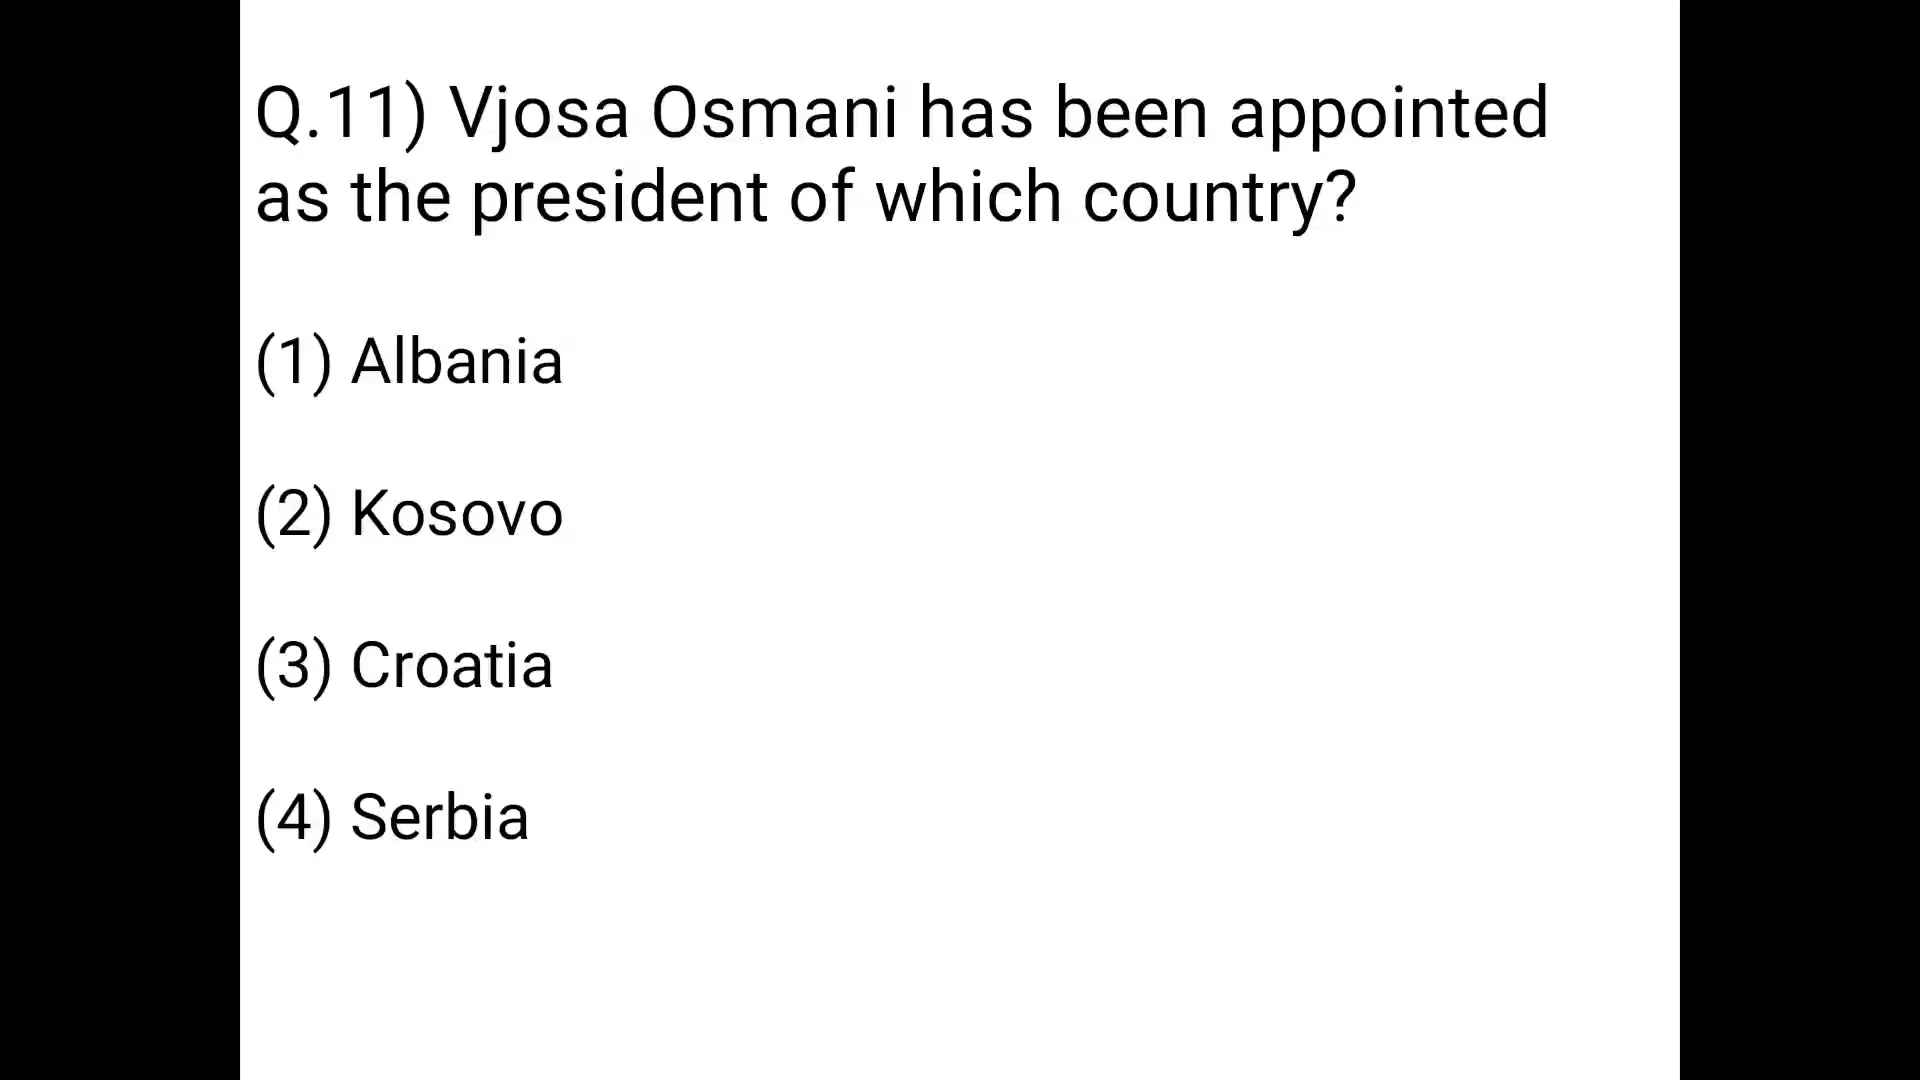 Q.11) Vjosa Osmani has been appointed
as the president of which country?
(1) Albania
(2) Kosovo
(3) Croatia
(4) Serbia